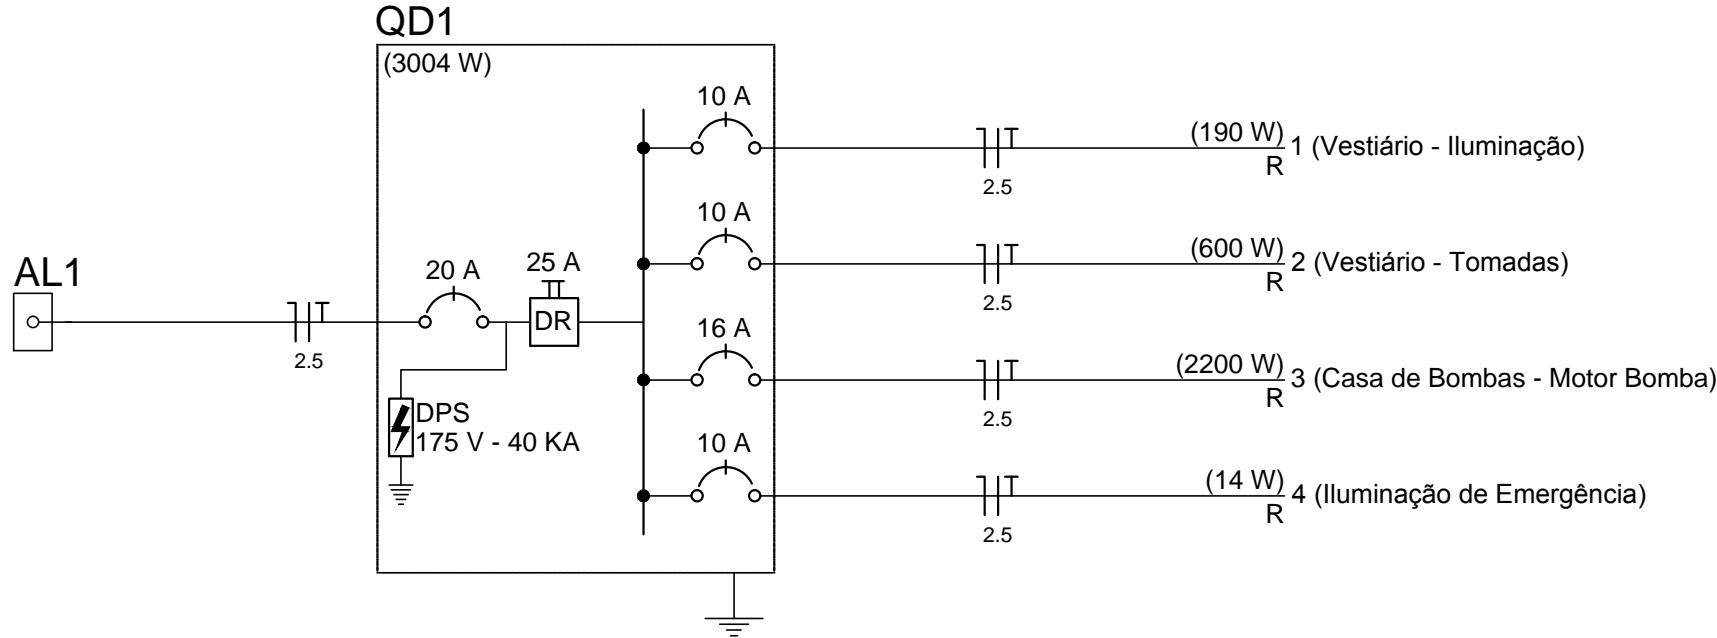 QD1
(3004 W)
10 A
(190 W)
1 (Vestiário - Iluminação)
R
2.5
10 A
(600 W)
2 (Vestiário - Tomadas)
R
2.5
AL1
2.5
20 A
25 A
DR
DPS
175 V - 40 KA
16 A
(2200 W)
3 (Casa de Bombas - Motor Bomba)
R
2.5
10 A
(14 W)
4 (Iluminação de Emergência)
R
2.5